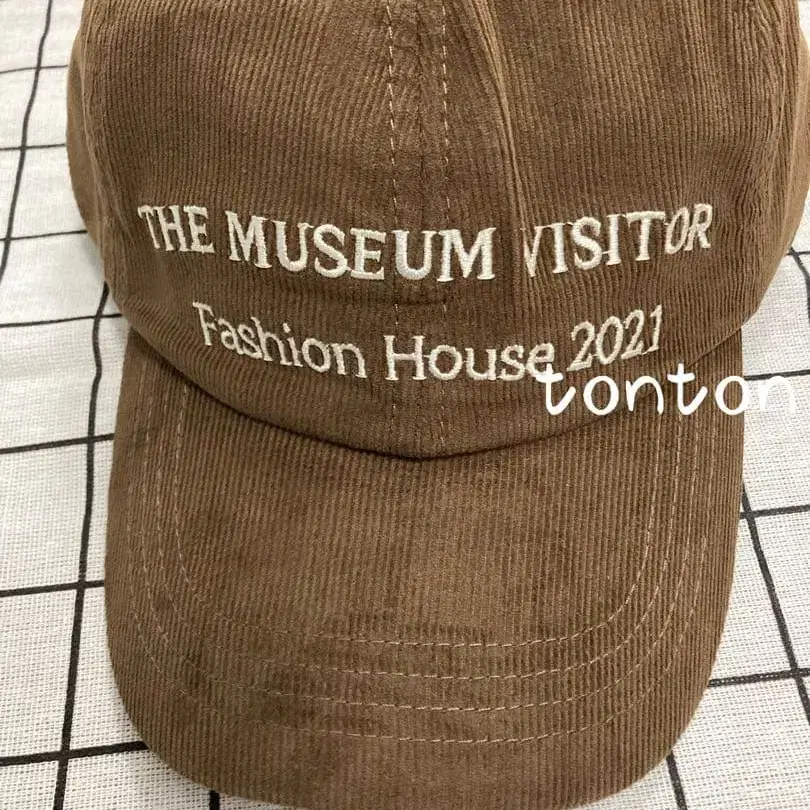 THE MUSEUM VISITOR
Fashion House 2021
tonton